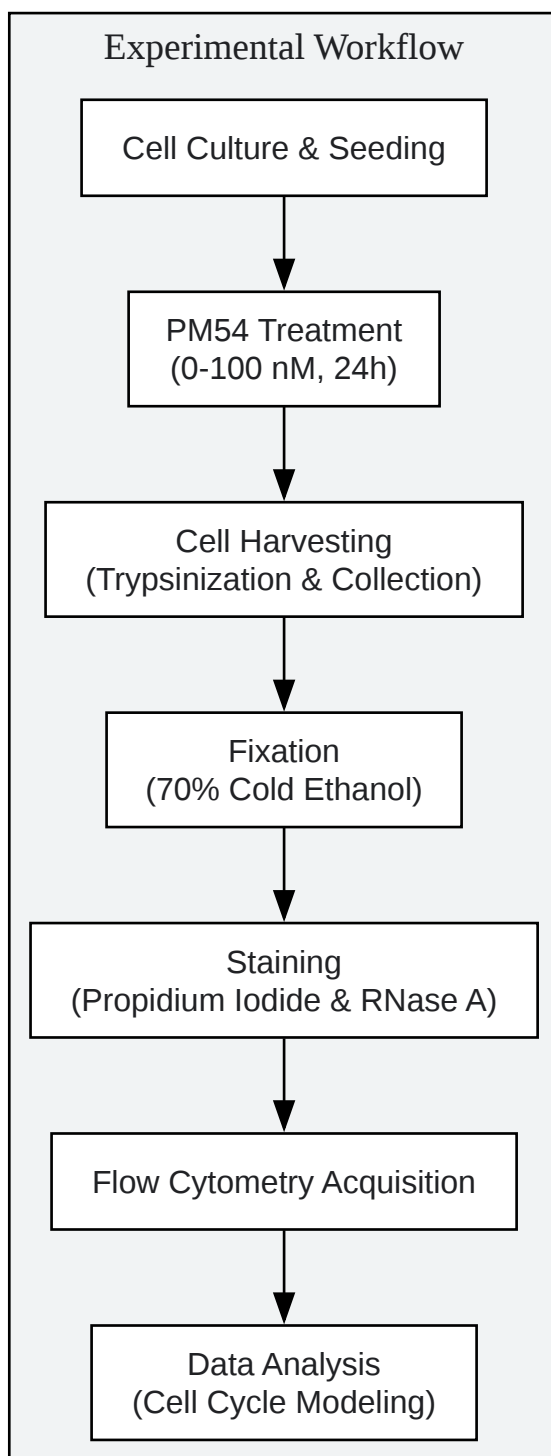 Experimental Workflow
Cell Culture & Seeding
PM54 Treatment
(0-100 nM, 24h)
Cell Harvesting
(Trypsinization & Collection)
Fixation
(70% Cold Ethanol)
Staining
(Propidium Iodide & RNase A)
Flow Cytometry Acquisition
Data Analysis
(Cell Cycle Modeling)